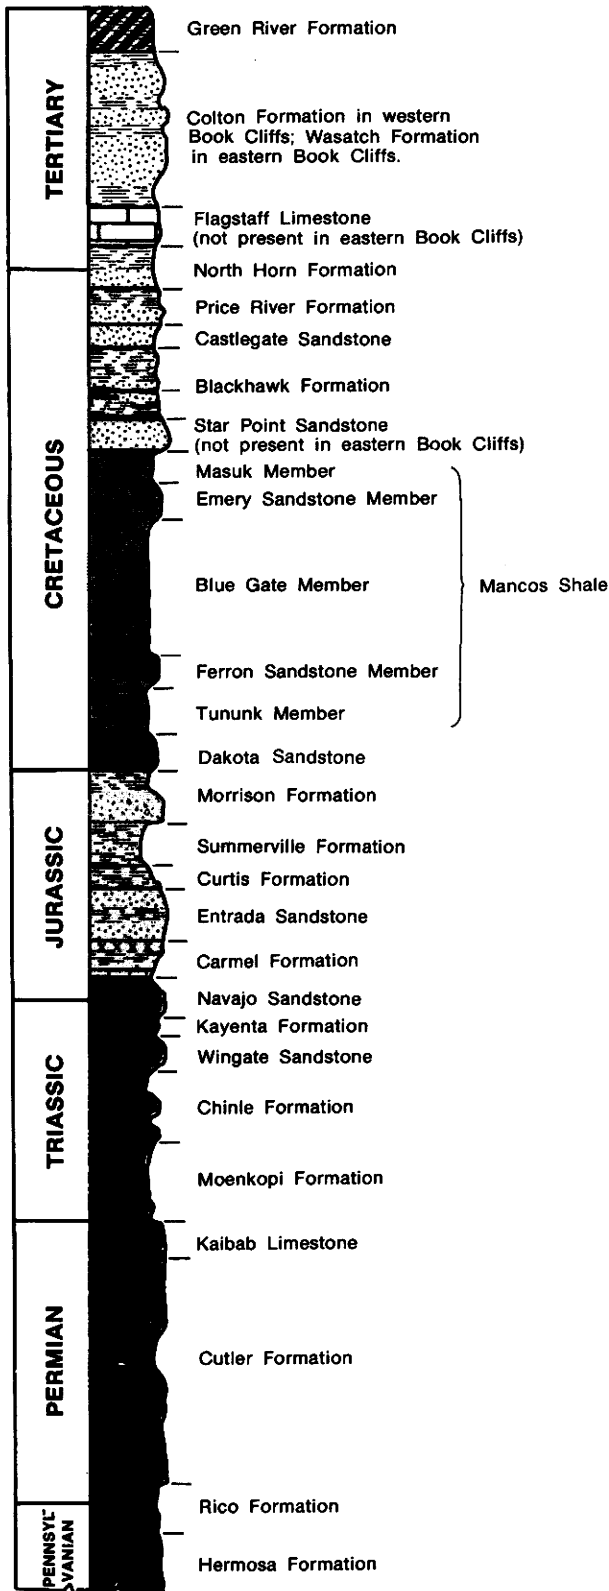 TERTIARY
Green River Formation
Colton Formation in western
Book Cliffs; Wasatch Formation
in eastern Book Cliffs.
Flagstaff Limestone
(not present in eastern Book Cliffs)
North Horn Formation
CRETACEOUS
Price River Formation
Castlegate Sandstone
Blackhawk Formation
Star Point Sandstone
(not present in eastern Book Cliffs)
Masuk Member
Emery Sandstone Member
Blue Gate Member
Mancos Shale
Ferron Sandstone Member
Tununk Member
Dakota Sandstone
JURASSIC
Morrison Formation
Summerville Formation
Curtis Formation
Entrada Sandstone
Carmel Formation
Navajo Sandstone
TRIASSIC
Kayenta Formation
Wingate Sandstone
Chinle Formation
Moenkopi Formation
PERMIAN
Kaibab Limestone
Cutler Formation
Rico Formation
PENNSYL-
VANIAN
Hermosa Formation